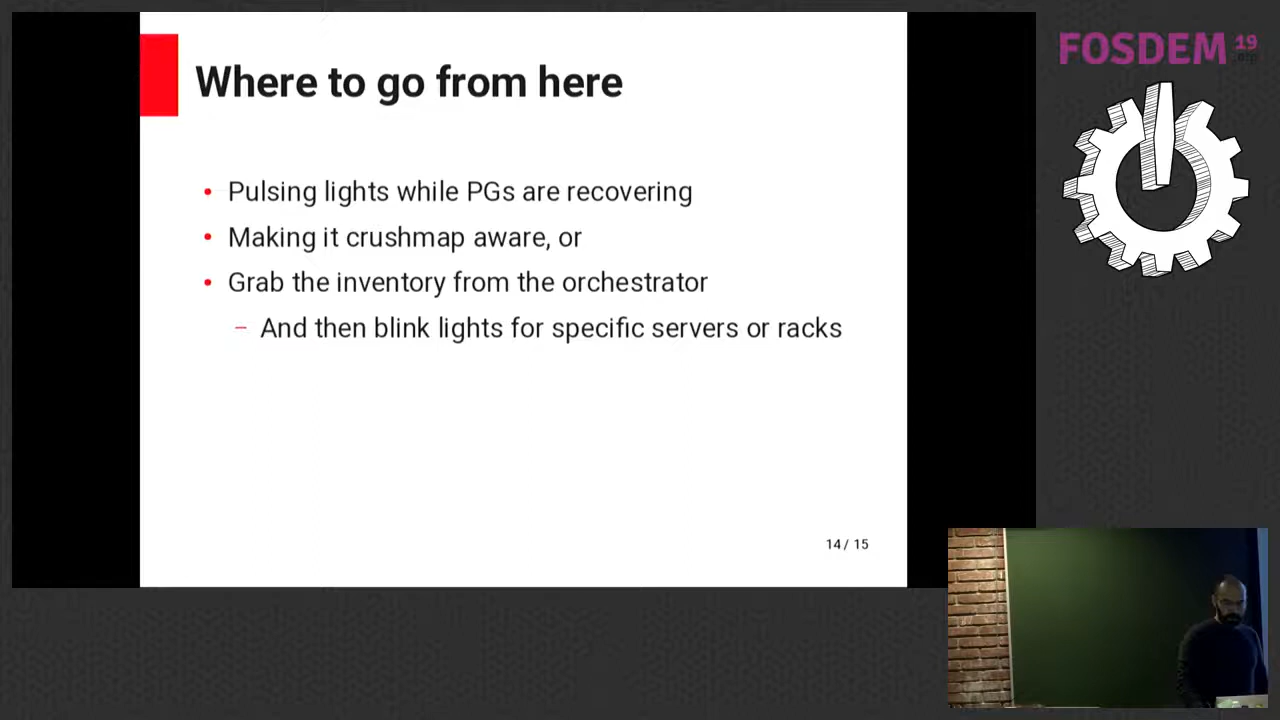 Where to go from here
• Pulsing lights while PGs are recovering
• Making it crushmap aware, or
• Grab the inventory from the orchestrator
– And then blink lights for specific servers or racks
14 / 15
FOSDEM 19
.org